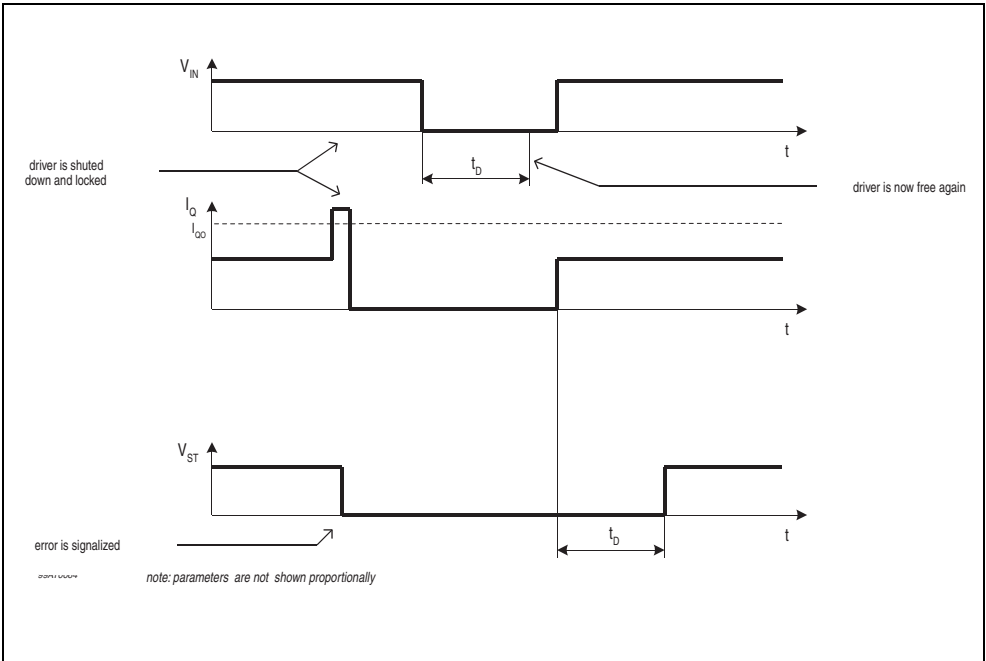 V_IN
t
driver is shuted
down and locked
t_D
driver is now free again
I_Q
I_QO
t
V_ST
t_D
t
error is signalized
note: parameters are not shown proportionally